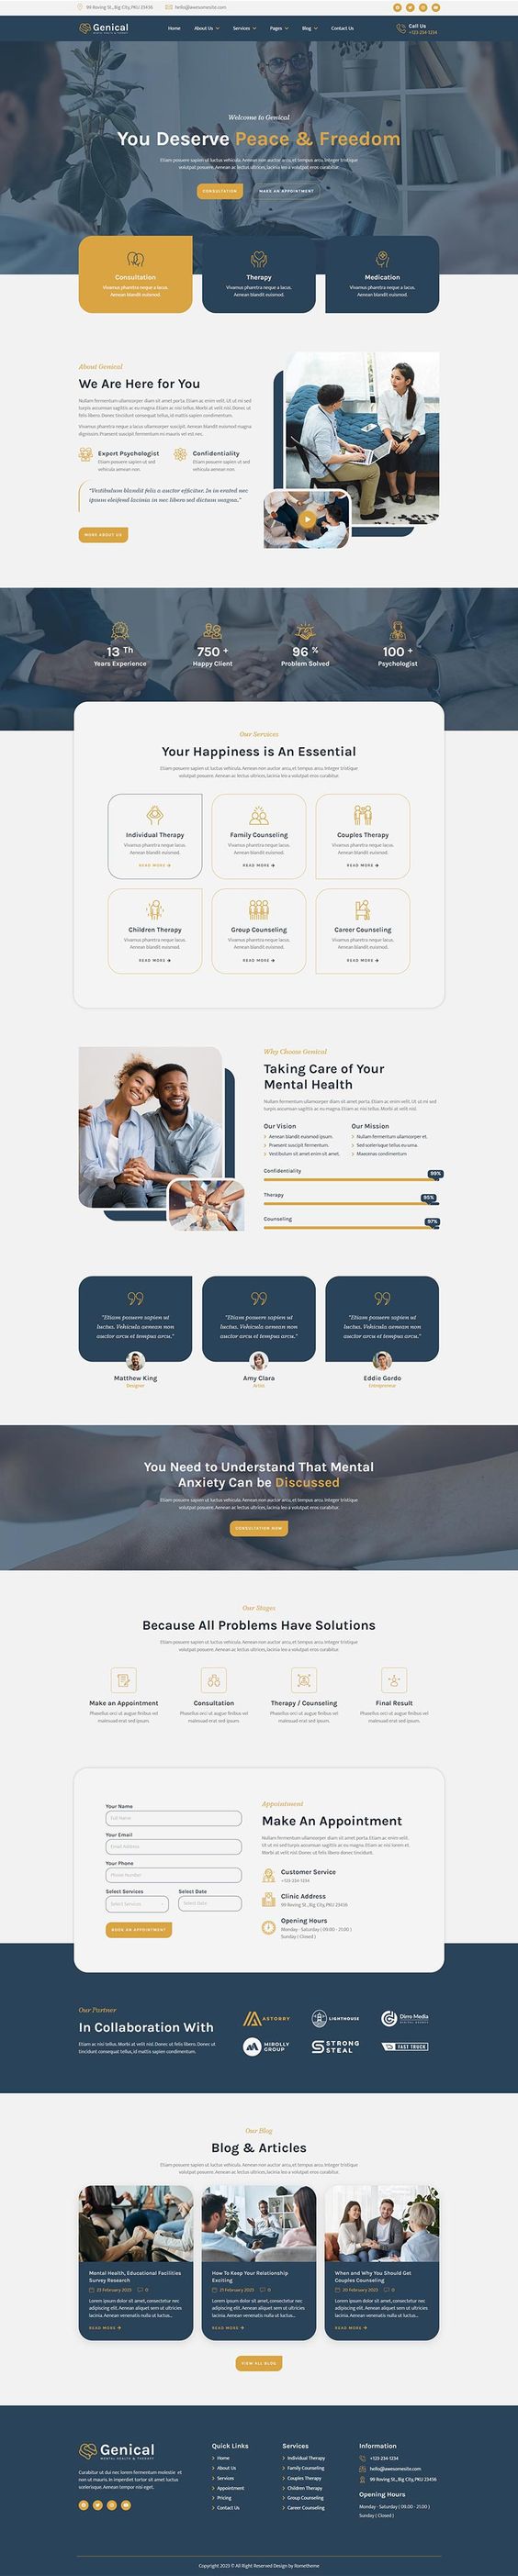 99 Roving St., Big City, PKU 23456
hello@awesomesite.com
Genical
Home
About Us
Services
Pages
Blog
Contact Us
Call Us
+123-234-1234
Welcome to Genical
You Deserve Peace & Freedom
Etiam posuere sapien ut luctus vehicula. Aenean non auctor arcu, et tempus arcu. Integer tristique
volutpat posuere. Aenean ac lectus ultrices, lacinia leo a volutpat eros curabitur.
CONSULTATION
MAKE AN APPOINTMENT
Consultation
Vivamus pharetra neque a lacus.
Aenean blandit euismod.
Therapy
Vivamus pharetra neque a lacus.
Aenean blandit euismod.
Medication
Vivamus pharetra neque a lacus.
Aenean blandit euismod.
About Genical
We Are Here for You
Nullam fermentum ullamcorper diam sit amet porta. Etiam ac enim velit. Ut ut mi sed
turpis accumsan sagittis ac eu magna. Etiam ac nisi tellus. Morbi at velit nisl. Donec ut
felis libero. Donec tincidunt consequat tellus, id mattis sapien condimentum.
Vivamus pharetra neque a lacus ullamcorper suscipit. Aenean euismod magna
dignissim. Praesent suscipit fermentum no mauris vel est nec.
Expert Psychologist
Etiam posuere sapien ut sed
vehicula aenean non.
Confidentiality
Etiam posuere sapien ut sed
vehicula aenean non.
"Vestibulum blandit felis a auctor efficitur. In in erated nec
ipsum eleifend lacinia in nec libero sed dictum magna."
MORE ABOUT US
13 Th
Years Experience
750 +
Happy Client
96 %
Problem Solved
100 +
Psychologist
Our Services
Your Happiness is An Essential
Etiam posuere sapien ut luctus vehicula. Aenean non auctor arcu, et tempus arcu. Integer tristique
volutpat posuere. Aenean ac lectus ultrices, lacinia leo a volutpat eros curabitur.
Individual Therapy
Vivamus pharetra neque a lacus.
Aenean blandit euismod.
READ MORE
Family Counseling
Vivamus pharetra neque a lacus.
Aenean blandit euismod.
READ MORE
Couples Therapy
Vivamus pharetra neque a lacus.
Aenean blandit euismod.
READ MORE
Children Therapy
Vivamus pharetra neque a lacus.
Aenean blandit euismod.
READ MORE
Group Counseling
Vivamus pharetra neque a lacus.
Aenean blandit euismod.
READ MORE
Career Counseling
Vivamus pharetra neque a lacus.
Aenean blandit euismod.
READ MORE
Why Choose Genical
Taking Care of Your
Mental Health
Nullam fermentum ullamcorper diam sit amet porta. Etiam ac enim velit. Ut ut mi sed
turpis accumsan sagittis ac eu magna. Etiam ac nisi tellus. Morbi at velit nisl.
Our Vision
Aenean blandit euismod ipsum.
Praesent suscipit fermentum.
Vestibulum sit amet enim sit amet.
Our Mission
Nullam fermentum ullamcorper et.
Sed scelerisque tellus eu urna.
Maecenas condimentum
Confidentiality
99%
Therapy
95%
Counseling
97%
"Etiam posuere sapien ut
luctus. Vehicula aenean non
auctor arcu et tempus arcu."
Matthew King
Designer
"Etiam posuere sapien ut
luctus. Vehicula aenean non
auctor arcu et tempus arcu."
Amy Clara
Artist
"Etiam posuere sapien ut
luctus. Vehicula aenean non
auctor arcu et tempus arcu."
Eddie Gordo
Entrepreneur
You Need to Understand That Mental
Anxiety Can be Discussed
Etiam posuere sapien ut luctus vehicula. Aenean non auctor arcu, et tempus arcu. Integer tristique
volutpat posuere. Aenean ac lectus ultrices, lacinia leo a volutpat eros curabitur.
CONSULTATION NOW
Our Stages
Because All Problems Have Solutions
Etiam posuere sapien ut luctus vehicula. Aenean non auctor arcu, et tempus arcu. Integer tristique
volutpat posuere. Aenean ac lectus ultrices, lacinia leo a volutpat eros curabitur.
Make an Appointment
Phasellus orci ut augue finibus vel
malesuad erat sed ipsum.
Consultation
Phasellus orci ut augue finibus vel
malesuad erat sed ipsum.
Therapy / Counseling
Phasellus orci ut augue finibus vel
malesuad erat sed ipsum.
Final Result
Phasellus orci ut augue finibus vel
malesuad erat sed ipsum.
Your Name
Full Name
Your Email
Email Address
Your Phone
Phone Number
Select Services
Select Services
Select Date
Select Date
BOOK AN APPOINTMENT
Appointment
Make An Appointment
Nullam fermentum ullamcorper diam sit amet porta. Etiam ac enim velit.
Ut ut mi sed turpis accumsan sagittis ac eu magna. Etiam ac lorem et.
Morbi at velit nisl. Donec ut felis libero donec tincidunt.
Customer Service
+123-234-1234
Clinic Address
99 Roving St., Big City, PKU 23456
Opening Hours
Monday - Saturday ( 09.00 - 21.00 )
Sunday ( Closed )
Our Partner
In Collaboration With
Etiam ac nisi tellus. Morbi at velit nisl. Donec ut felis libero. Donec ut
tincidunt consequat tellus, id mattis sapien condimentum.
ASTORRY
LIGHTHOUSE
Dirro Media
MIROLLY
GROUP
STRONG
STEAL
FAST TRUCK
Our Blog
Blog & Articles
Etiam posuere sapien ut luctus vehicula. Aenean non auctor arcu, et tempus arcu. Integer tristique
volutpat posuere. Aenean ac lectus ultrices, lacinia leo a volutpat eros curabitur.
Mental Health, Educational Facilities
Survey Research
23 February 2023
0
Lorem ipsum dolor sit amet, consectetur nec
adipiscing elit. Aenean aliquet sem ut ultricies
lacinia. Aenean venenatis nulla ut luctus...
READ MORE
How To Keep Your Relationship
Exciting
21 February 2023
0
Lorem ipsum dolor sit amet, consectetur nec
adipiscing elit. Aenean aliquet sem ut ultricies
lacinia. Aenean venenatis nulla ut luctus...
READ MORE
When and Why You Should Get
Couples Counseling
20 February 2023
0
Lorem ipsum dolor sit amet, consectetur nec
adipiscing elit. Aenean aliquet sem ut ultricies
lacinia. Aenean venenatis nulla ut luctus...
READ MORE
VIEW ALL BLOG
Genical
MENTAL HEALTH & THERAPY
Curabitur ut dui nec lorem fermentum molestie et
non ut mauris. In imperdiet tortor sit amet luctus
scelerisque. Aenean tempor nisl et ex.
Quick Links
Home
About Us
Services
Appointment
Pricing
Contact Us
Services
Individual Therapy
Family Counseling
Couples Therapy
Children Therapy
Group Counseling
Career Counseling
Information
+123-234-1234
hello@awesomesite.com
99 Roving St., Big City, PKU 23456
Opening Hours
Monday - Saturday ( 09.00 - 21.00 )
Sunday ( Closed )
Copyright 2023 © All Right Reserved Design by Rometheme